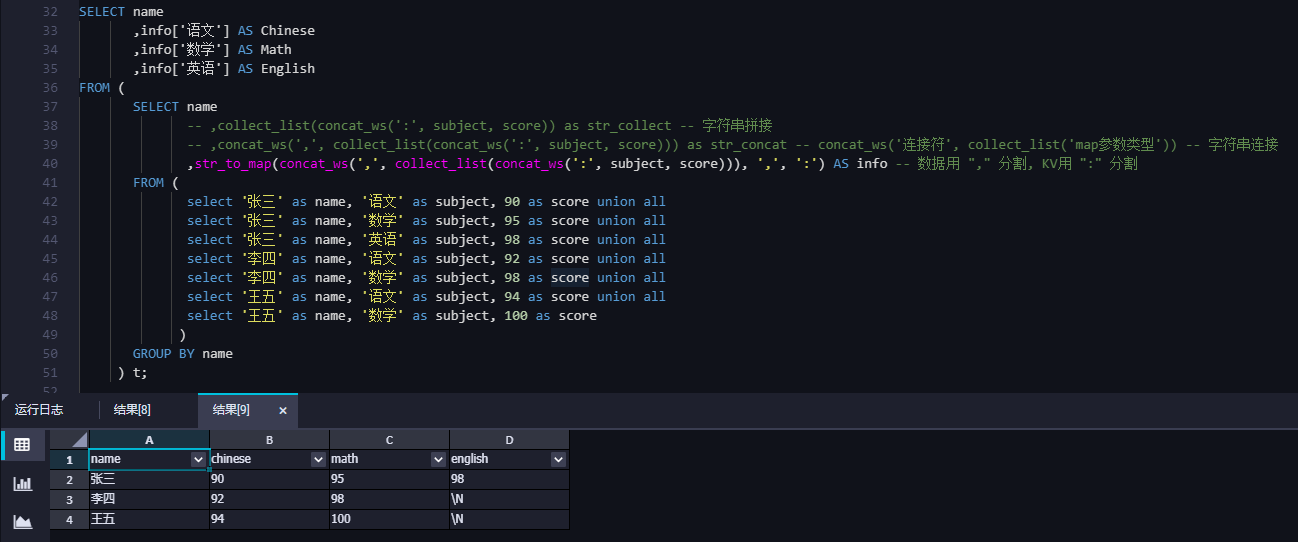 32 SELECT name
33 ,info['语文'] AS Chinese
34 ,info['数学'] AS Math
35 ,info['英语'] AS English
36 FROM (
37 SELECT name
38 -- ,collect_list(concat_ws(':', subject, score)) as str_collect -- 字符串拼接
39 -- ,concat_ws(',', collect_list(concat_ws(':', subject, score))) as str_concat -- concat_ws('连接符', collect_list('map参数类型')) -- 字符串连接
40 ,str_to_map(concat_ws(',', collect_list(concat_ws(':', subject, score))), ',', ':') AS info -- 数据用 "," 分割, KV用 ":" 分割
41 FROM (
42 select '张三' as name, '语文' as subject, 90 as score union all
43 select '张三' as name, '数学' as subject, 95 as score union all
44 select '张三' as name, '英语' as subject, 98 as score union all
45 select '李四' as name, '语文' as subject, 92 as score union all
46 select '李四' as name, '数学' as subject, 98 as score union all
47 select '王五' as name, '语文' as subject, 94 as score union all
48 select '王五' as name, '数学' as subject, 100 as score
49 )
50 GROUP BY name
51 ) t;
52
运行日志 结果[8] 结果[9] ×
A B C D
1 name chinese math english
2 张三 90 95 98
3 李四 92 98 \N
4 王五 94 100 \N